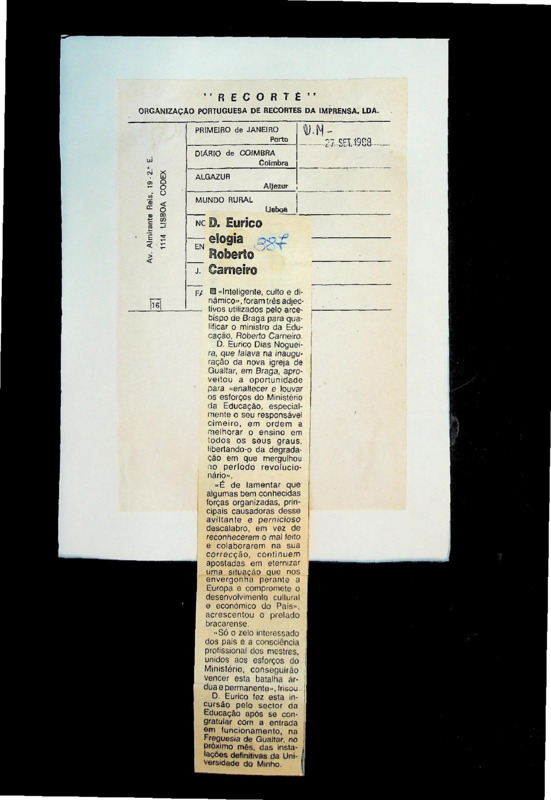 "RECORTE"
ORGANIZAÇÃO PORTUGUESA DE RECORTES DA IMPRENSA, LDA.
Av. Almirante Reis, 19 - 2.º E.
1114 LISBOA CODEX
16
PRIMEIRO de JANEIRO
Porto
27 SET. 1988
DIÁRIO de COIMBRA
Coimbra
ALGAZUR
Aljezur
MUNDO RURAL
Lisboa
NO
EN
J.
FA
387
D. Eurico
elogia
Roberto
Carneiro
«Inteligente, culto e di-
nâmico», foram três adjec-
tivos utilizados pelo arce-
bispo de Braga para qua-
lificar o ministro da Edu-
cação, Roberto Carneiro.
D. Eurico Dias Noguei-
ra, que falava na inaugu-
ração da nova igreja de
Gualtar, em Braga, apro-
veitou a oportunidade
para «enaltecer e louvar
os esforços do Ministério
da Educação, especial-
mente o seu responsável
cimeiro, em ordem a
melhorar o ensino em
todos os seus graus,
libertando-o da degrada-
ção em que mergulhou
no período revolucio-
nário».
«É de lamentar que
algumas bem conhecidas
forças organizadas, prin-
cipais causadoras desse
aviltante e pernicioso
descalabro, em vez de
reconhecerem o mal feito
e colaborarem na sua
correcção, continuem
apostadas em eternizar
uma situação que nos
envergonha perante a
Europa e compromete o
desenvolvimento cultural
e económico do País»,
acrescentou o prelado
bracarense.
«Só o zelo interessado
dos pais e a consciência
profissional dos mestres,
unidos aos esforços do
Ministério, conseguirão
vencer esta batalha ár-
dua e permanente», frisou.
D. Eurico fez esta in-
cursão pelo sector da
Educação após se con-
gratular com a entrada
em funcionamento, na
Freguesia de Gualtar, no
próximo mês, das insta-
lações definitivas da Uni-
versidade do Minho.